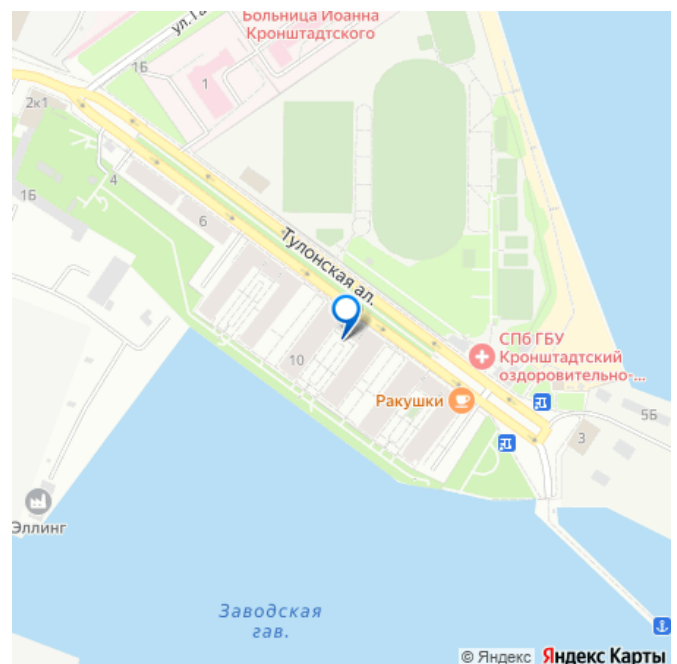 Больница Иоанна
Кронштадтского
ул. Га
1Б
1
2к1
4
1Б
6
Тулонская ал.
10
СПб ГБУ
Кронштадтский
оздоровительно-...
Ракушки
5Б
3
Эллинг
Заводская
гав.
© Яндекс Яндекс Карты